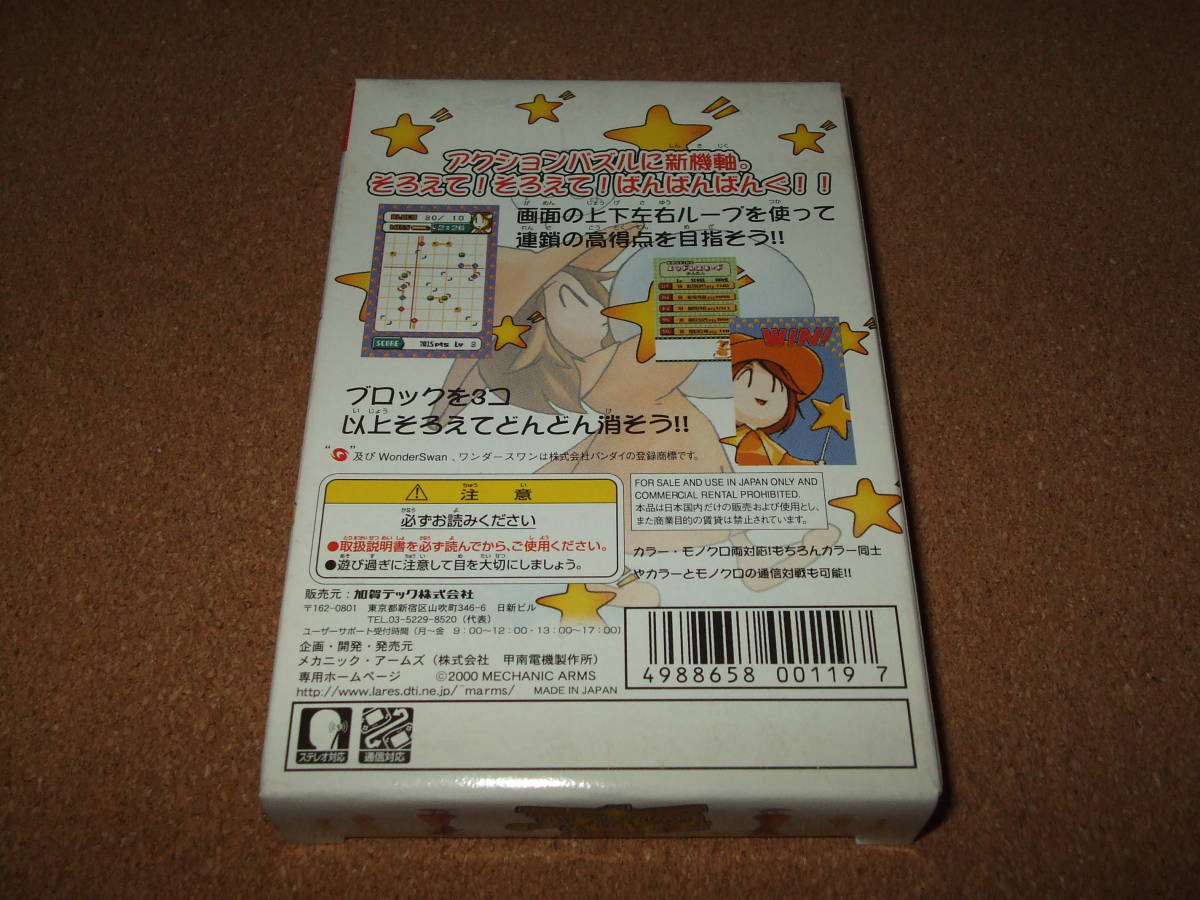 アクションパズルに新機軸。
そろえて!そろえて!ばんばんばんぐ!!
画面の上下左右ループを使って
連鎖の高得点を目指そう!!
30/ 10
2:26
SCORE 7015pts Lv 3
WIN!
ブロックを3コ
以上そろえてどんどん消そう!!
" "及び WonderSwan 、ワンダースワンは株式会社バンダイの登録商標です。
注 意
必ずお読みください
●取扱説明書を必ず読んでから、ご使用ください。
●遊び過ぎに注意して目を大切にしましょう。
FOR SALE AND USE IN JAPAN ONLY AND
COMMERCIAL RENTAL PROHIBITED.
本品は日本国内だけの販売および使用とし、
また商業目的の賃貸は禁止されています。
カラー・モノクロ両対応!もちろんカラー同士
やカラーとモノクロの通信対戦も可能!!
販売元:加賀テック株式会社
〒162-0801 東京都新宿区山吹町346-6 日新ビル
TEL.03-5229-8520(代表)
ユーザーサポート受付時間(月~金 9:00~12:00・13:00~17:00)
企画・開発・発売元
メカニック・アームズ(株式会社 甲南電機製作所)
専用ホームページ ©2000 MECHANIC ARMS
http://www.lares.dti.ne.jp/~marms/ MADE IN JAPAN
4988658 00119 7
ステレオ対応
通信対応